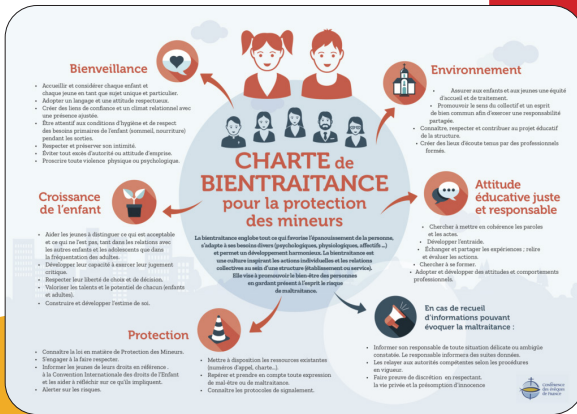 Bienveillance
• Accueillir et considérer chaque enfant et
chaque jeune en tant que sujet unique et particulier.
• Adopter un langage et une attitude respectueux.
• Créer des liens de confiance et un climat relationnel avec
une présence ajustée.
• Être attentif aux conditions d'hygiène et de respect
des besoins primaires de l'enfant (sommeil, nourriture)
pendant les sorties.
• Respecter et préserver son intimité.
• Éviter tout excès d'autorité ou attitude d'emprise.
• Proscrire toute violence physique ou psychologique.
Environnement
• Assurer aux enfants et aux jeunes une équité
d'accueil et de traitement.
• Promouvoir le sens du collectif et un esprit
de bien commun afin d'exercer une responsabilité
partagée.
• Connaître, respecter et contribuer au projet éducatif
de la structure.
• Créer des lieux d'écoute tenus par des professionnels
formés.
CHARTE de
BIENTRAITANCE
pour la protection
des mineurs
La bientraitance englobe tout ce qui favorise l'épanouissement de la personne,
s'adapte à ses besoins divers (psychologiques, physiologiques, affectifs ...)
et permet un développement harmonieux. La bientraitance est
une culture inspirant les actions individuelles et les relations
collectives au sein d'une structure (établissement ou service).
Elle vise à promouvoir le bien-être des personnes
en gardant présent à l'esprit le risque
de maltraitance.
Croissance
de l'enfant
• Aider les jeunes à distinguer ce qui est acceptable
et ce qui ne l'est pas, tant dans les relations avec
les autres enfants et les adolescents que dans
la fréquentation des adultes.
• Développer leur capacité à exercer leur jugement
critique.
• Respecter leur liberté de choix et de décision.
• Valoriser les talents et le potentiel de chacun (enfants
et adultes).
• Construire et développer l'estime de soi.
Attitude
éducative juste
et responsable
• Chercher à mettre en cohérence les paroles
et les actes.
• Développer l'entraide.
• Échanger et partager les expériences ; relire
et évaluer les actions.
• Chercher à se former.
• Adopter et développer des attitudes et comportements
professionnels.
Protection
• Connaître la loi en matière de Protection des Mineurs.
• S'engager à la faire respecter.
• Informer les jeunes de leurs droits en référence
à la Convention Internationale des droits de l'Enfant
et les aider à réfléchir sur ce qu'ils impliquent.
• Alerter sur les risques.
• Mettre à disposition les ressources existantes
(numéros d'appel, charte...).
• Repérer et prendre en compte toute expression
de mal-être ou de maltraitance.
• Connaître les protocoles de signalement.
En cas de recueil
d'informations pouvant
évoquer la maltraitance :
• Informer son responsable de toute situation délicate ou ambigüe
constatée. Le responsable informera des suites données.
• Les relayer aux autorités compétentes selon les procédures
en vigueur.
• Faire preuve de discrétion en respectant
la vie privée et la présomption d'innocence
Conférence
des évêques
de France